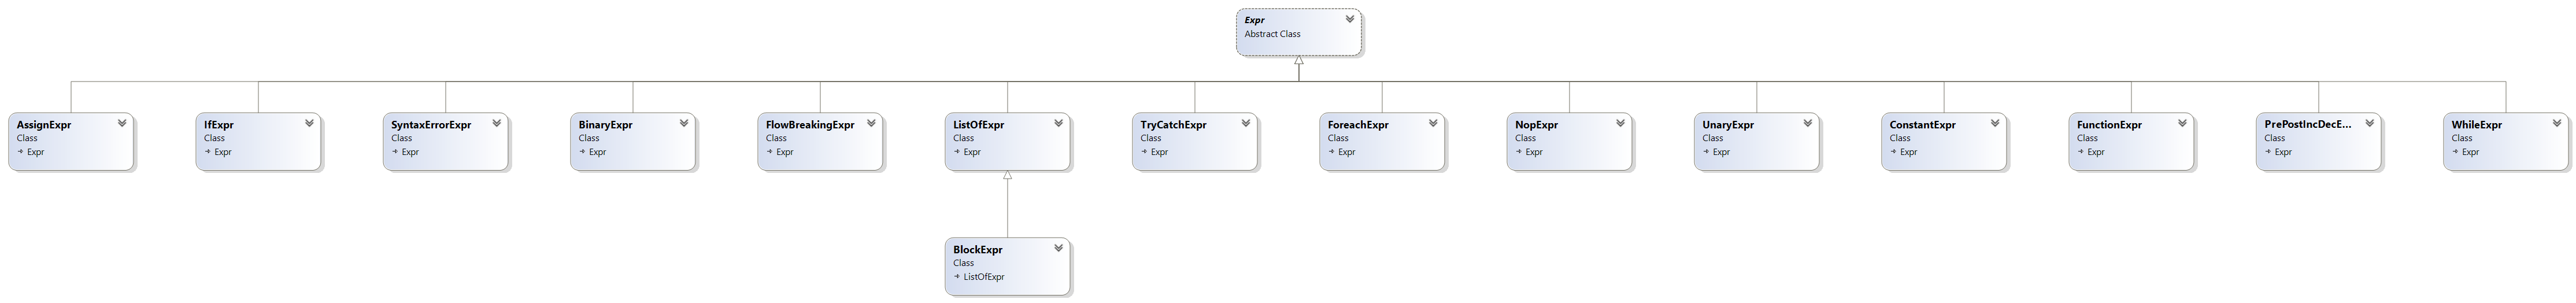 Expr
Abstract Class
AssignExpr
Class
Expr
IfExpr
Class
Expr
SyntaxErrorExpr
Class
Expr
BinaryExpr
Class
Expr
FlowBreakingExpr
Class
Expr
ListOfExpr
Class
Expr
TryCatchExpr
Class
Expr
ForeachExpr
Class
Expr
NopExpr
Class
Expr
UnaryExpr
Class
Expr
ConstantExpr
Class
Expr
FunctionExpr
Class
Expr
PrePostIncDecE...
Class
Expr
WhileExpr
Class
Expr
BlockExpr
Class
ListOfExpr